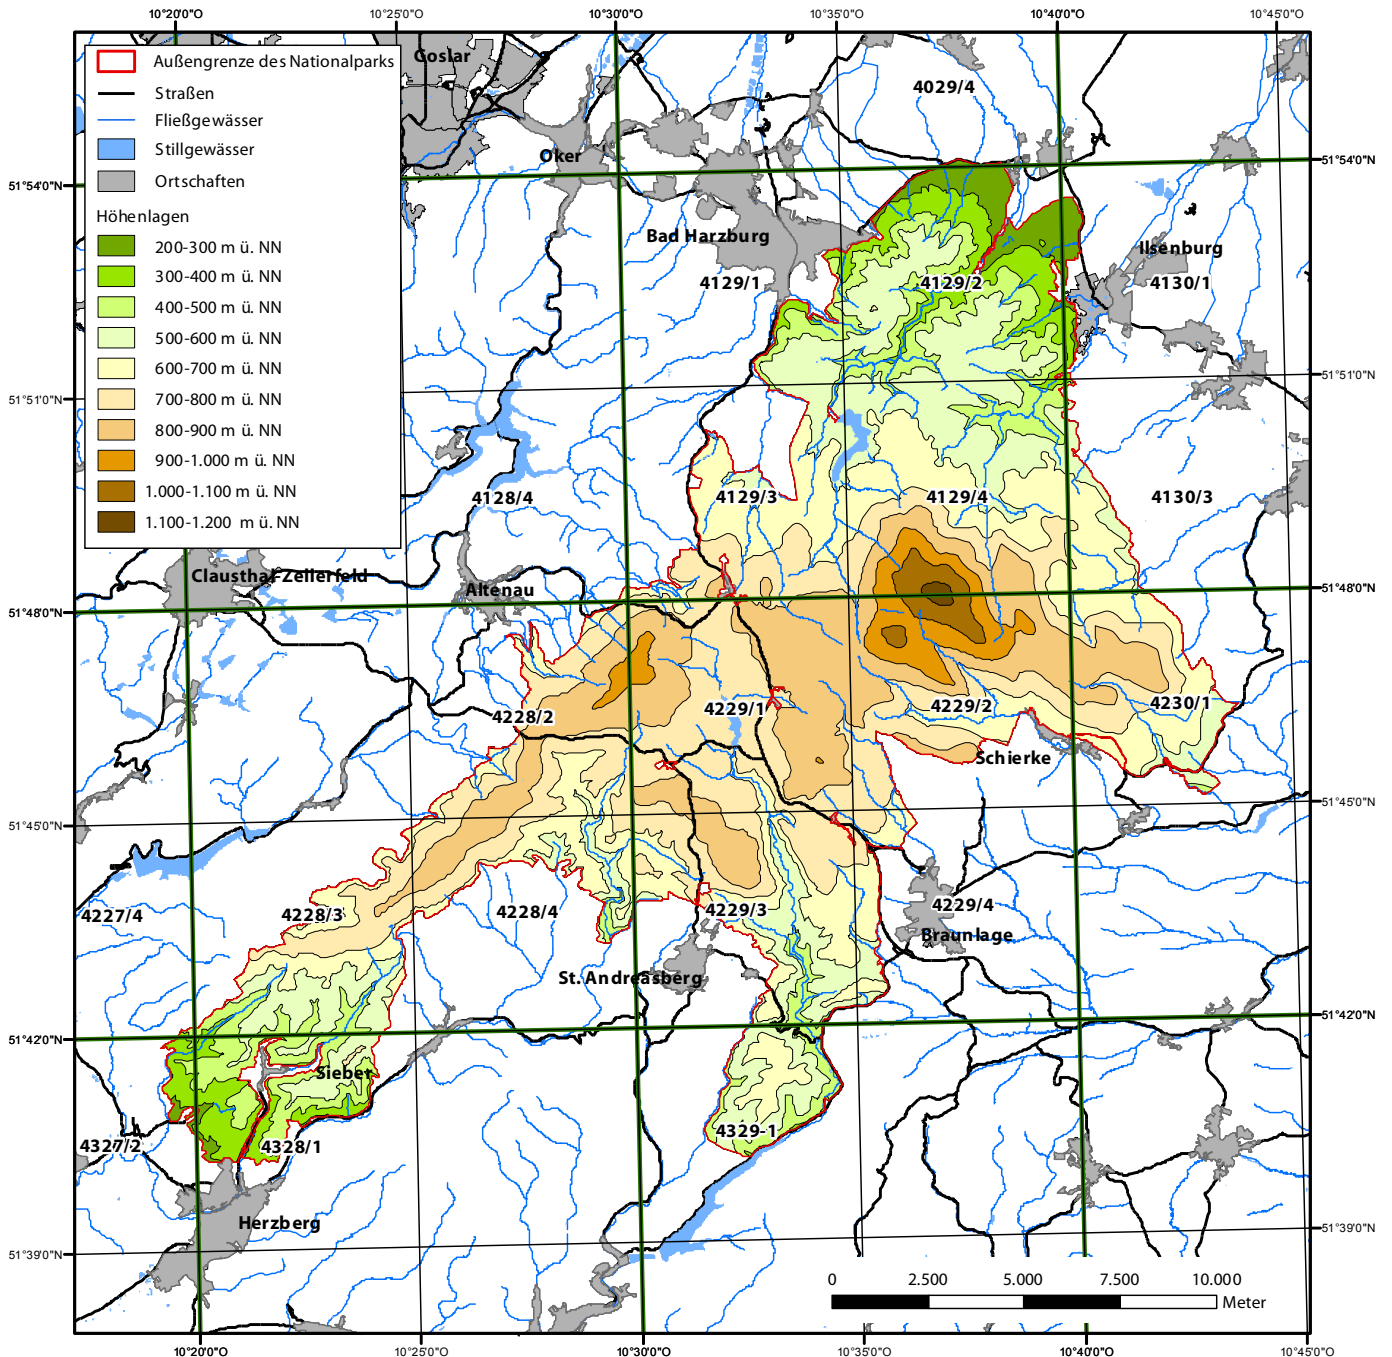 10°20'0"O
10°25'0"O
10°30'0"O
10°35'0"O
10°40'0"O
10°45'0"O
Außengrenze des Nationalparks
Straßen
Fließgewässer
Stillgewässer
Ortschaften
Höhenlagen
200-300 m ü. NN
300-400 m ü. NN
400-500 m ü. NN
500-600 m ü. NN
600-700 m ü. NN
700-800 m ü. NN
800-900 m ü. NN
900-1.000 m ü. NN
1.000-1.100 m ü. NN
1.100-1.200 m ü. NN
Goslar
4029/4
Oker
51°54'0"N
51°54'0"N
Bad Harzburg
Ilsenburg
4129/1
4129/2
4130/1
51°51'0"N
51°51'0"N
4128/4
4129/3
4129/4
4130/3
Clausthal-Zellerfeld
Altenau
51°48'0"N
51°48'0"N
4228/2
4229/1
4229/2
4230/1
Schierke
51°45'0"N
51°45'0"N
4227/4
4228/3
4228/4
4229/3
4229/4
Braunlage
St. Andreasberg
51°42'0"N
51°42'0"N
Sieber
4327/2
4328/1
4329-1
Herzberg
51°39'0"N
51°39'0"N
0
2.500
5.000
7.500
10.000
Meter
10°20'0"O
10°25'0"O
10°30'0"O
10°35'0"O
10°40'0"O
10°45'0"O